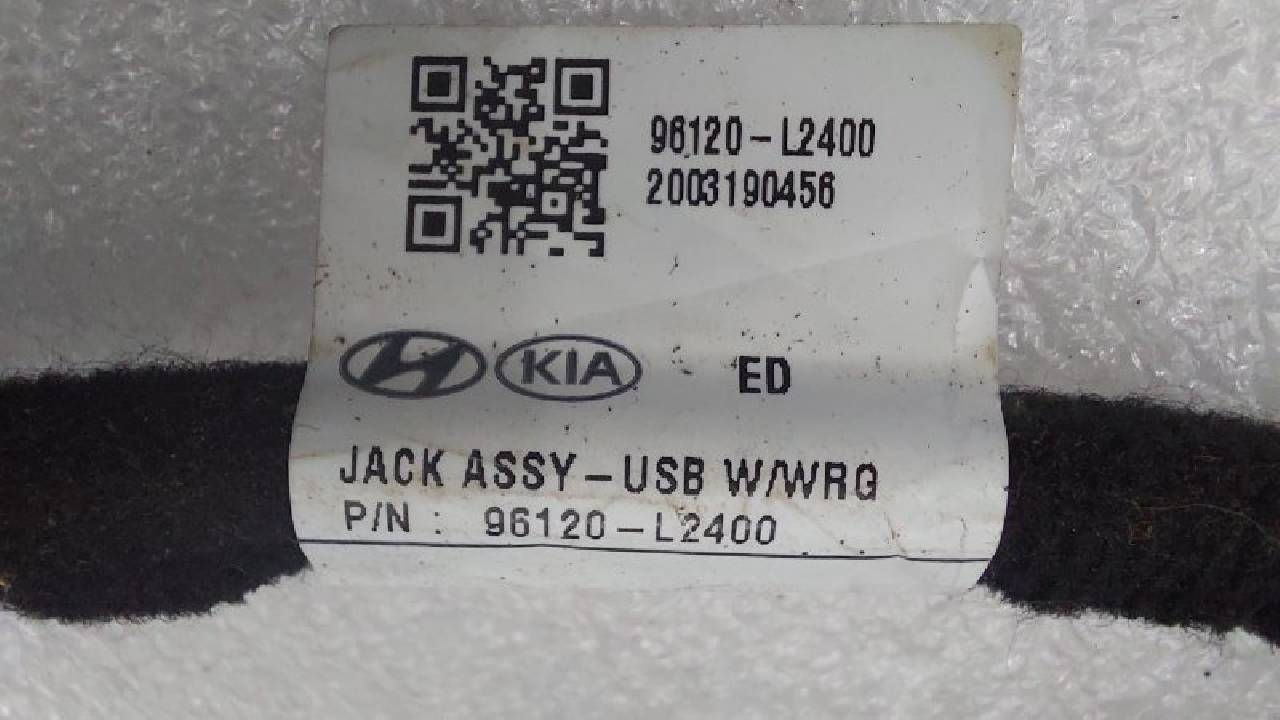 96120-L2400
2003190456
KIA ED
JACK ASSY-USB W/WRG
P/N : 96120-L2400